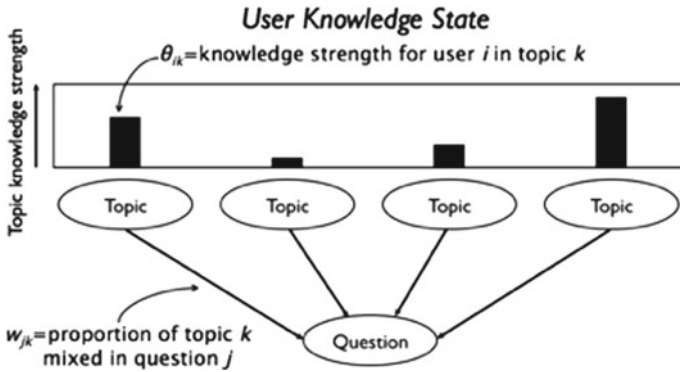 User Knowledge State
θik=knowledge strength for user i in topic k
Topic knowledge strength
Topic
Topic
Topic
Topic
wjk=proportion of topic k
mixed in question j
Question